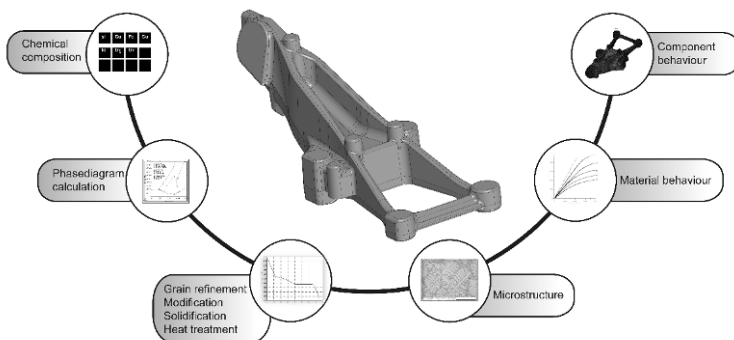 Chemical
composition
Component
behaviour
Phasediagram
calculation
Material behaviour
Grain refinement
Modification
Solidification
Heat treatment
Microstructure